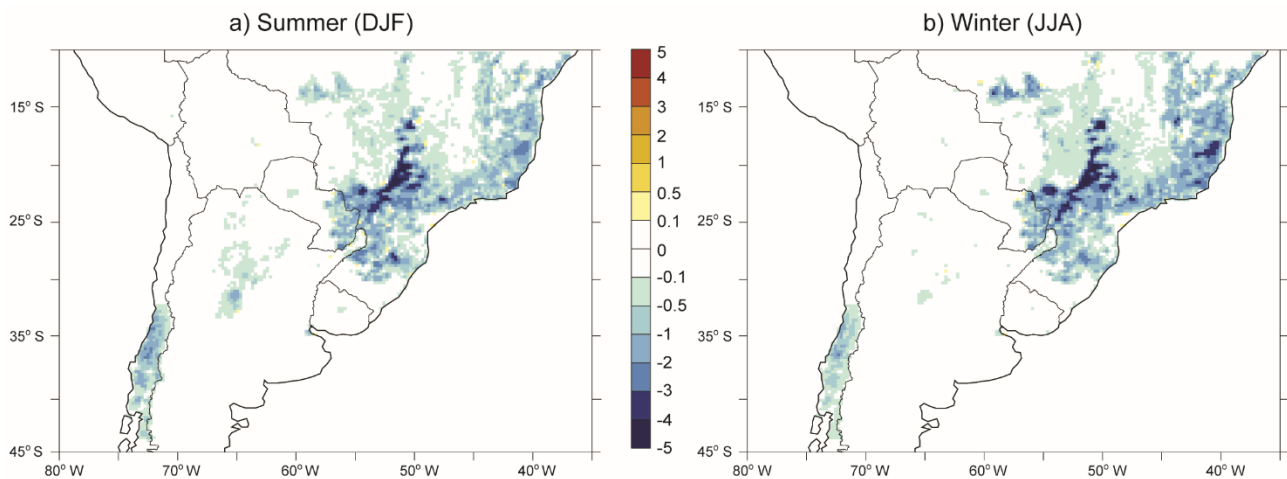 a) Summer (DJF)
b) Winter (JJA)
15° S
25° S
35° S
45° S
80° W
70° W
60° W
50° W
40° W
5
4
3
2
1
0.5
0.1
0
-0.1
-0.5
-1
-2
-3
-4
-5
15° S
25° S
35° S
45° S
80° W
70° W
60° W
50° W
40° W